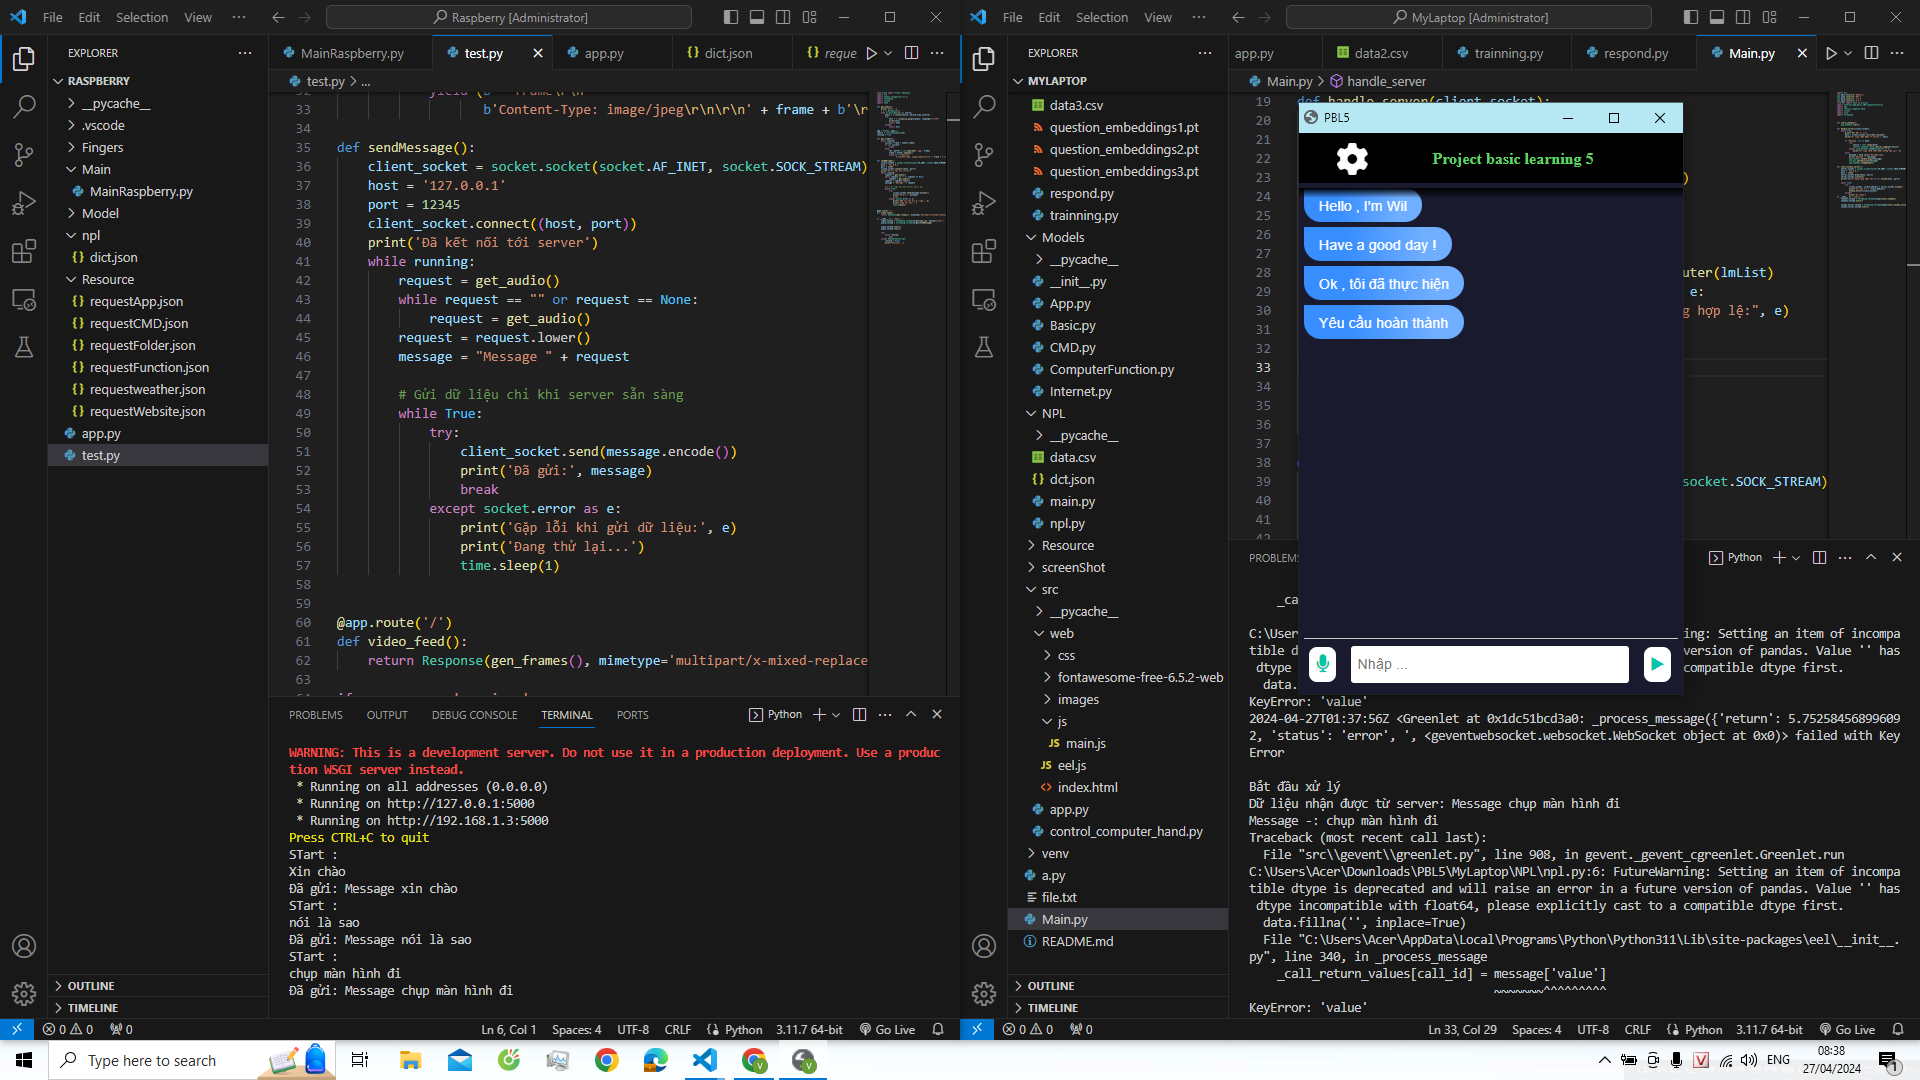 File Edit Selection View ··· Raspberry [Administrator]
EXPLORER
RASPBERRY
__pycache__
.vscode
Fingers
Main
MainRaspberry.py
Model
npl
dict.json
Resource
requestApp.json
requestCMD.json
requestFolder.json
requestFunction.json
requestweather.json
requestWebsite.json
app.py
test.py
OUTLINE
TIMELINE
MainRaspberry.py test.py app.py dict.json reque
test.py > ...
33 b'Content-Type: image/jpeg\r\n\r\n' + frame + b'\r
34
35 def sendMessage():
36 client_socket = socket.socket(socket.AF_INET, socket.SOCK_STREAM)
37 host = '127.0.0.1'
38 port = 12345
39 client_socket.connect((host, port))
40 print('Đã kết nối tới server')
41 while running:
42 request = get_audio()
43 while request == "" or request == None:
44 request = get_audio()
45 request = request.lower()
46 message = "Message " + request
47
48 # Gửi dữ liệu chỉ khi server sẵn sàng
49 while True:
50 try:
51 client_socket.send(message.encode())
52 print('Đã gửi:', message)
53 break
54 except socket.error as e:
55 print('Gặp lỗi khi gửi dữ liệu:', e)
56 print('Đang thử lại...')
57 time.sleep(1)
58
59
60 @app.route('/')
61 def video_feed():
62 return Response(gen_frames(), mimetype='multipart/x-mixed-replace
63
PROBLEMS OUTPUT DEBUG CONSOLE TERMINAL PORTS Python
WARNING: This is a development server. Do not use it in a production deployment. Use a produc
tion WSGI server instead.
* Running on all addresses (0.0.0.0)
* Running on http://127.0.0.1:5000
* Running on http://192.168.1.3:5000
Press CTRL+C to quit
STart :
Xin chào
Đã gửi: Message xin chào
STart :
nói là sao
Đã gửi: Message nói là sao
STart :
chụp màn hình đi
Đã gửi: Message chụp màn hình đi
0 0 0 Ln 6, Col 1 Spaces: 4 UTF-8 CRLF Python 3.11.7 64-bit Go Live
File Edit Selection View ··· MyLaptop [Administrator]
EXPLORER
MYLAPTOP
data3.csv
question_embeddings1.pt
question_embeddings2.pt
question_embeddings3.pt
respond.py
trainning.py
Models
__pycache__
__init__.py
App.py
Basic.py
CMD.py
ComputerFunction.py
Internet.py
NPL
__pycache__
data.csv
dct.json
main.py
npl.py
Resource
screenShot
src
__pycache__
web
css
fontawesome-free-6.5.2-web
images
js
main.js
eel.js
index.html
app.py
control_computer_hand.py
venv
a.py
file.txt
Main.py
README.md
OUTLINE
TIMELINE
app.py data2.csv trainning.py respond.py Main.py
Main.py > handle_server
19 def handle_server(client_socket):
20
21
22
23 )
24
25
26
27
28 uter(lmList)
29 e:
30 g hợp lệ:", e)
31
32
33
34
35
36
37
38
39 socket.SOCK_STREAM)
40
41
42
PBL5
Project basic learning 5
Hello , I'm Wil
Have a good day !
Ok , tôi đã thực hiện
Yêu cầu hoàn thành
Nhập ...
PROBLEMS Python
_ca
C:\User ing: Setting an item of incompa
tible d version of pandas. Value '' has
dtype compatible dtype first.
data.
KeyError: 'value'
2024-04-27T01:37:56Z <Greenlet at 0x1dc51bcd3a0: _process_message({'return': 5.75258456899609
2, 'status': 'error', ', <geventwebsocket.websocket.WebSocket object at 0x0)> failed with Key
Error
Bắt đầu xử lý
Dữ liệu nhận được từ server: Message chụp màn hình đi
Message -: chụp màn hình đi
Traceback (most recent call last):
File "src\\gevent\\greenlet.py", line 908, in gevent._gevent_cgreenlet.Greenlet.run
C:\Users\Acer\Downloads\PBL5\MyLaptop\NPL\npl.py:6: FutureWarning: Setting an item of incompa
tible dtype is deprecated and will raise an error in a future version of pandas. Value '' has
dtype incompatible with float64, please explicitly cast to a compatible dtype first.
data.fillna('', inplace=True)
File "C:\Users\Acer\AppData\Local\Programs\Python\Python311\Lib\site-packages\eel\__init__.
py", line 340, in _process_message
_call_return_values[call_id] = message['value']
~~~~~~~^^^^^^^^^
KeyError: 'value'
0 0 0 Ln 33, Col 29 Spaces: 4 UTF-8 CRLF Python 3.11.7 64-bit Go Live
Type here to search
ENG
08:38
27/04/2024
1